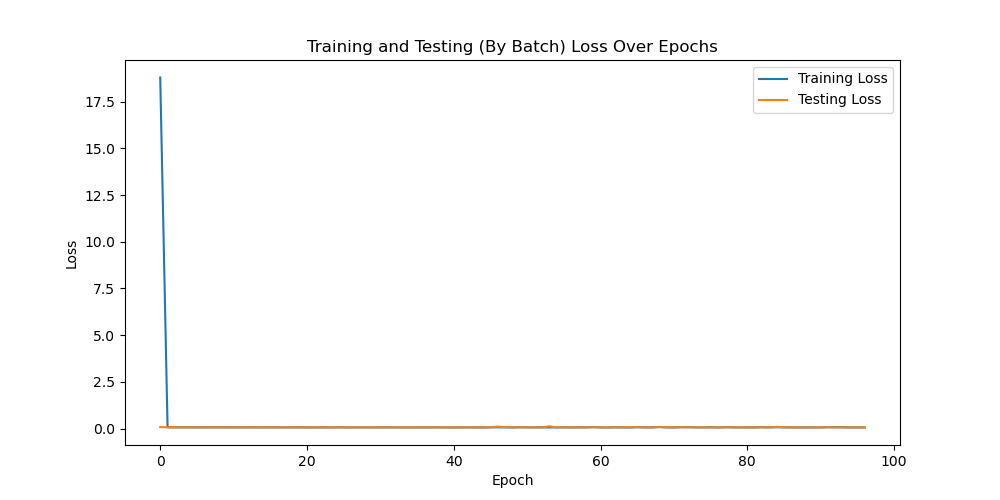 Training and Testing (By Batch) Loss Over Epochs
Training Loss
Testing Loss
17.5
15.0
12.5
10.0
7.5
5.0
2.5
0.0
Loss
0 20 40 60 80 100
Epoch